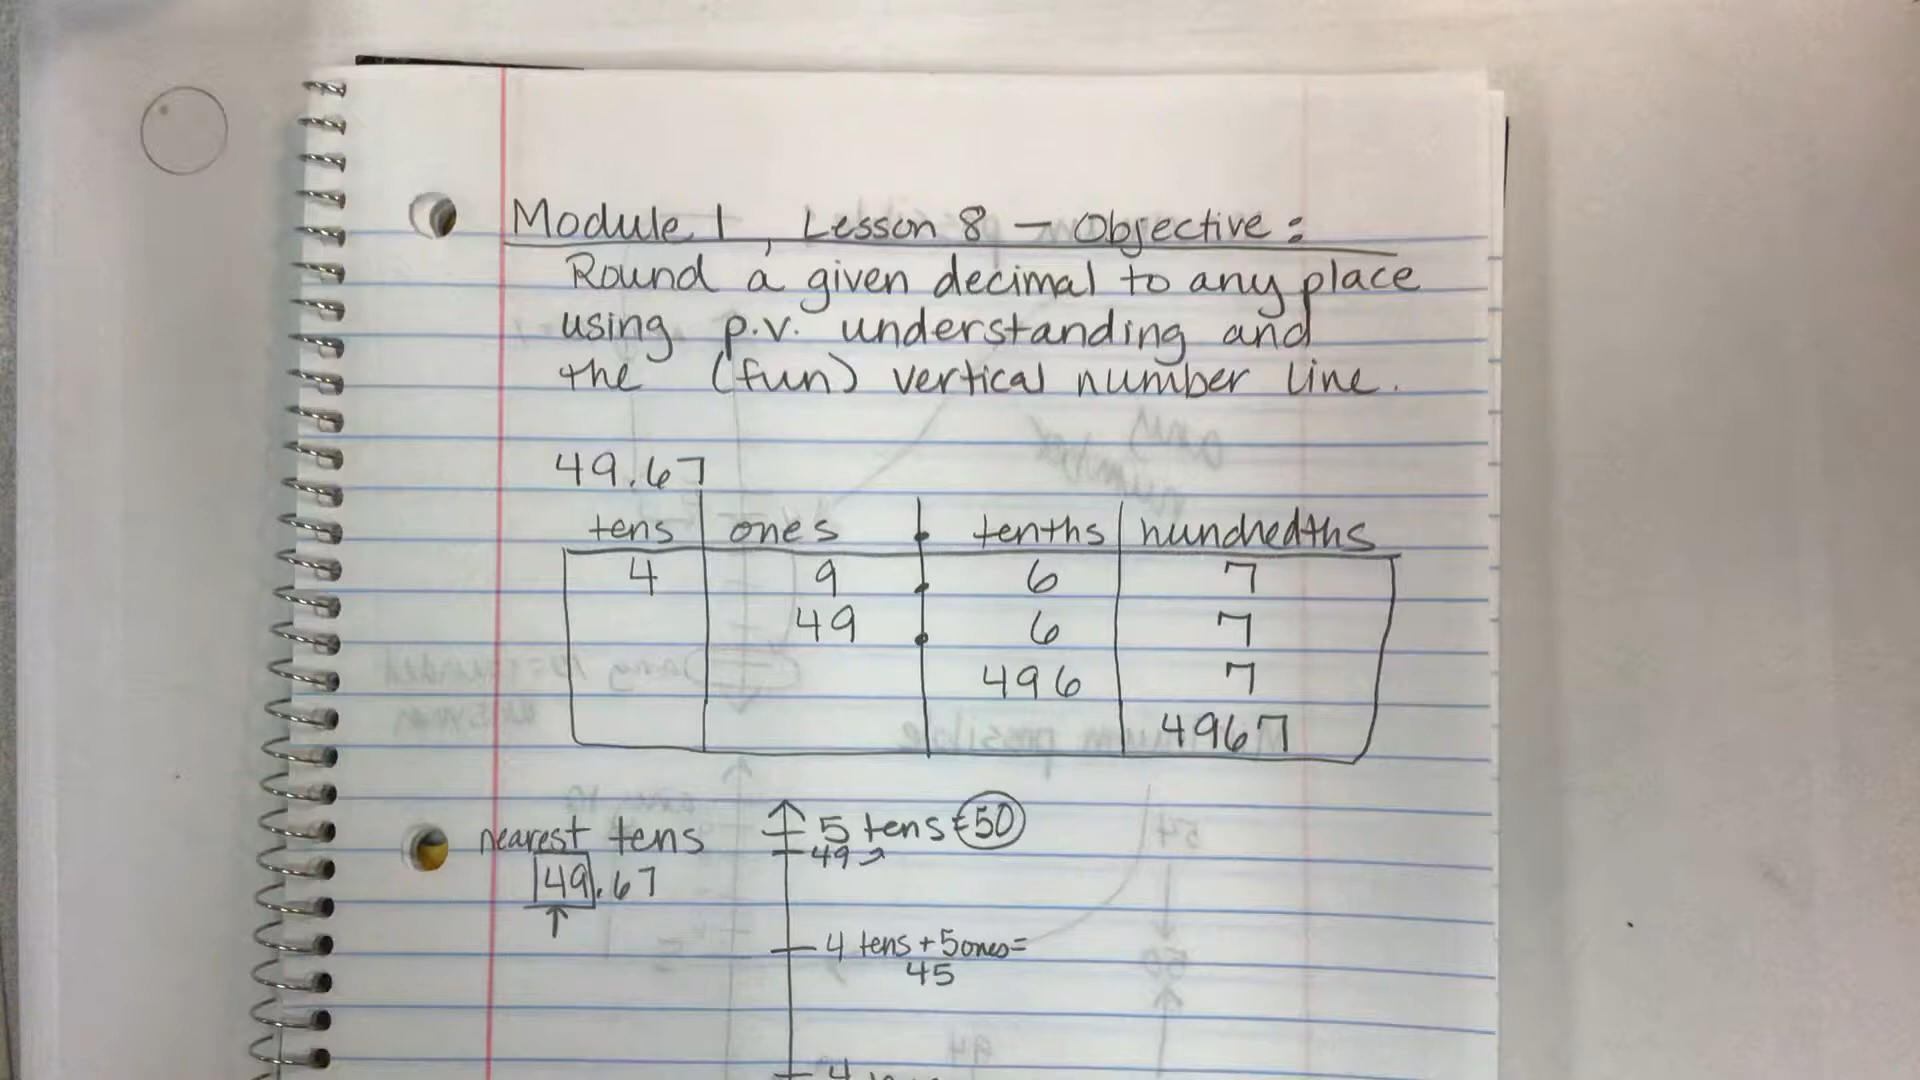 Module 1, Lesson 8 – Objective:
Round a given decimal to any place
using p.v. understanding and
the (fun) vertical number line.
49.67
tens ones . tenths hundredths
4 9 . 6 7
49 . 6 7
496 7
4967
nearest tens
5 tens = 50
49
49.67
4 tens + 5 ones =
45
4